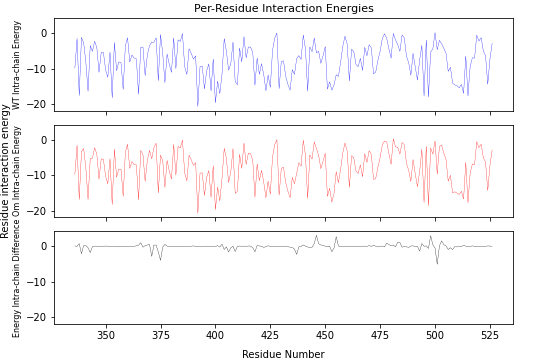 Per-Residue Interaction Energies
Residue interaction energy
WT Intra-chain Energy
0
−10
−20
Om Intra-chain Energy
0
−10
−20
Energy Intra-chain Difference
0
−10
−20
350
375
400
425
450
475
500
525
Residue Number